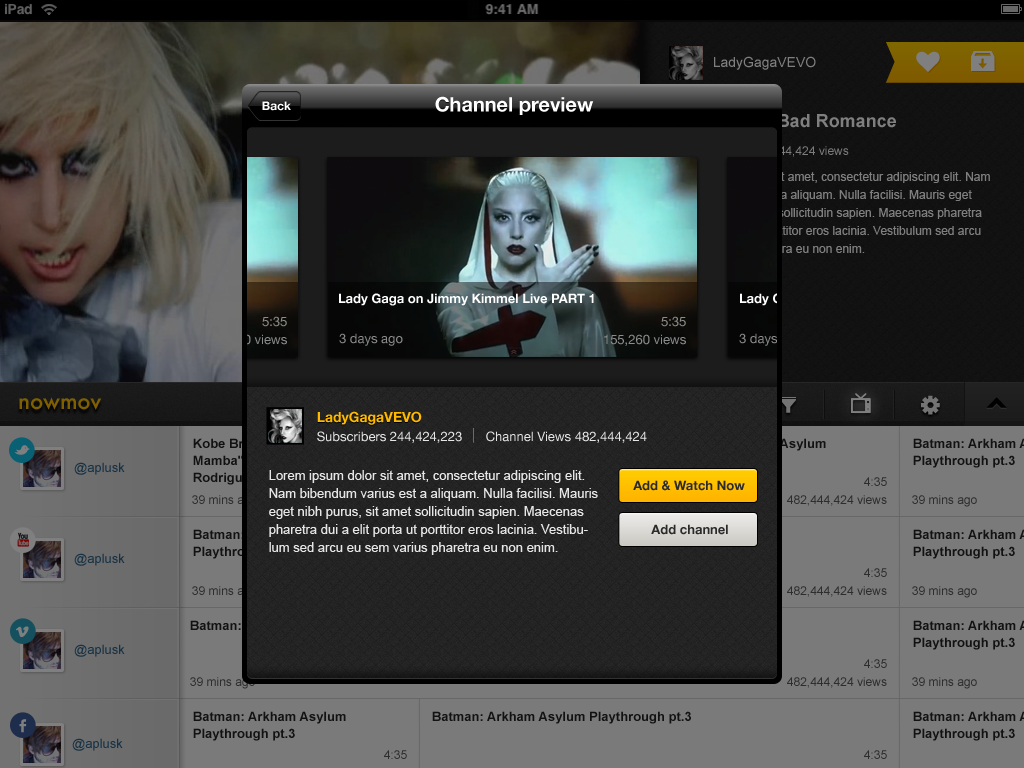 iPad
9:41 AM
LadyGagaVEVO
Back
Channel preview
Bad Romance
44,424 views
t amet, consectetur adipiscing elit. Nam
a aliquam. Nulla facilisi. Mauris eget
sollicitudin sapien. Maecenas pharetra
ttitor eros lacinia. Vestibulum sed arcu
ra eu non enim.
5:35
views
Lady Gaga on Jimmy Kimmel Live PART 1
5:35
3 days ago
155,260 views
Lady
3 days
nowmov
LadyGagaVEVO
Subscribers 244,424,223
Channel Views 482,444,424
Lorem ipsum dolor sit amet, consectetur adipiscing elit.
Nam bibendum varius est a aliquam. Nulla facilisi. Mauris
eget nibh purus, sit amet sollicitudin sapien. Maecenas
pharetra dui a elit porta ut porttitor eros lacinia. Vestibu-
lum sed arcu eu sem varius pharetra eu non enim.
Add & Watch Now
Add channel
@aplusk
Kobe Br
Mamba"
Rodrigu
39 mins
Asylum
4:35
482,444,424 views
Batman: Arkham A
Playthrough pt.3
39 mins ago
You
Tube
@aplusk
Batman
Playthro
39 mins a
4:35
482,444,424 views
Batman: Arkham A
Playthrough pt.3
39 mins ago
@aplusk
Batman:
39 mins ago
4:35
482,444,424 views
Batman: Arkham A
Playthrough pt.3
39 mins ago
@aplusk
Batman: Arkham Asylum
Playthrough pt.3
4:35
Batman: Arkham Asylum Playthrough pt.3
4:35
Batman: Arkham A
Playthrough pt.3